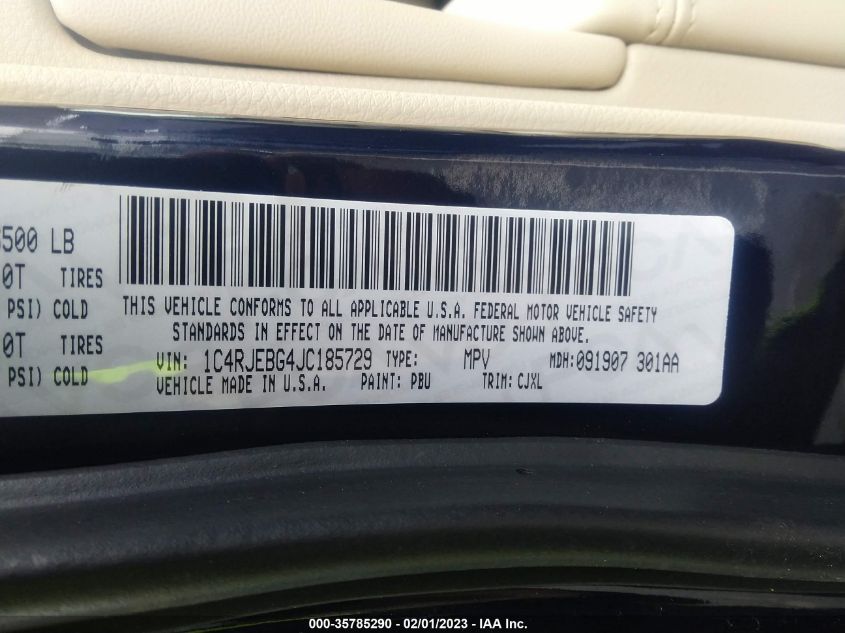 500 LB
0T TIRES
PSI) COLD
0T TIRES
PSI) COLD
THIS VEHICLE CONFORMS TO ALL APPLICABLE U.S.A. FEDERAL MOTOR VEHICLE SAFETY
STANDARDS IN EFFECT ON THE DATE OF MANUFACTURE SHOWN ABOVE.
VIN: 1C4RJEBG4JC185729 TYPE: MPV MDH:091907 301AA
VEHICLE MADE IN U.S.A. PAINT: PBU TRIM: CJXL
000-35785290 - 02/01/2023 - IAA Inc.